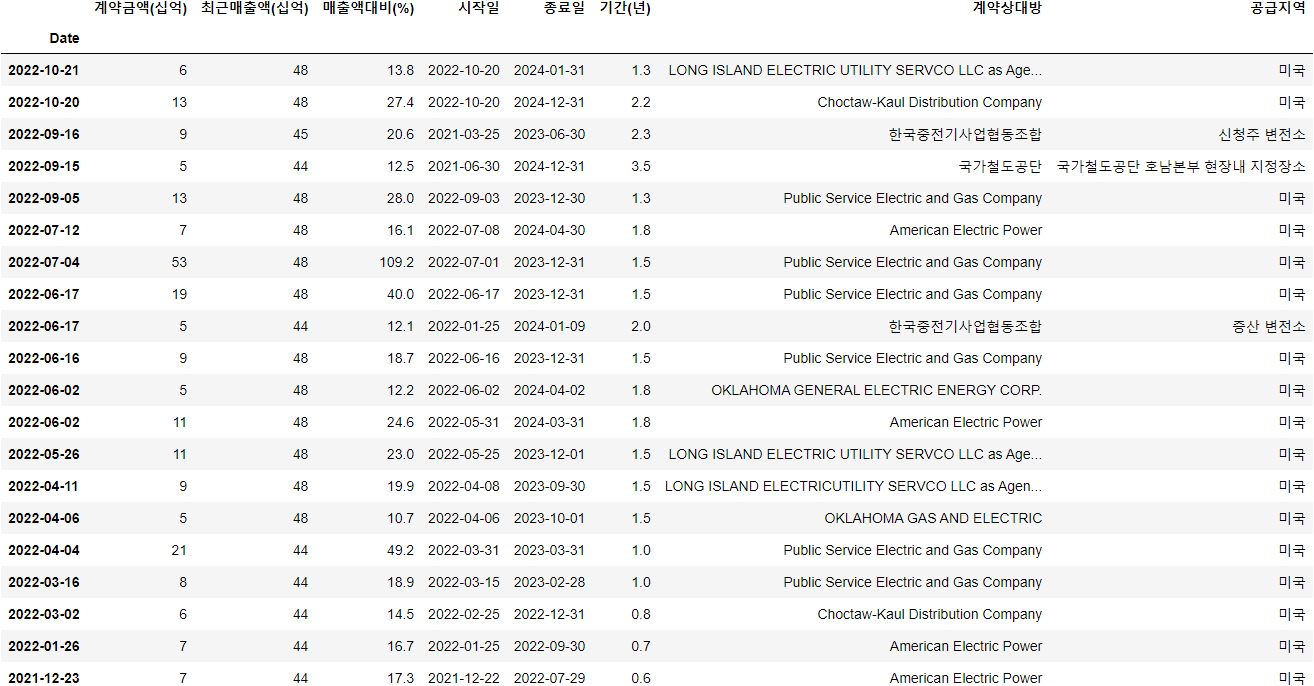 계약금액(십억) 최근매출액(십억) 매출액대비(%) 시작일 종료일 기간(년) 계약상대방 공급지역
Date
2022-10-21 6 48 13.8 2022-10-20 2024-01-31 1.3 LONG ISLAND ELECTRIC UTILITY SERVCO LLC as Age... 미국
2022-10-20 13 48 27.4 2022-10-20 2024-12-31 2.2 Choctaw-Kaul Distribution Company 미국
2022-09-16 9 45 20.6 2021-03-25 2023-06-30 2.3 한국중전기사업협동조합 신청주 변전소
2022-09-15 5 44 12.5 2021-06-30 2024-12-31 3.5 국가철도공단 국가철도공단 호남본부 현장내 지정장소
2022-09-05 13 48 28.0 2022-09-03 2023-12-30 1.3 Public Service Electric and Gas Company 미국
2022-07-12 7 48 16.1 2022-07-08 2024-04-30 1.8 American Electric Power 미국
2022-07-04 53 48 109.2 2022-07-01 2023-12-31 1.5 Public Service Electric and Gas Company 미국
2022-06-17 19 48 40.0 2022-06-17 2023-12-31 1.5 Public Service Electric and Gas Company 미국
2022-06-17 5 44 12.1 2022-01-25 2024-01-09 2.0 한국중전기사업협동조합 증산 변전소
2022-06-16 9 48 18.7 2022-06-16 2023-12-31 1.5 Public Service Electric and Gas Company 미국
2022-06-02 5 48 12.2 2022-06-02 2024-04-02 1.8 OKLAHOMA GENERAL ELECTRIC ENERGY CORP. 미국
2022-06-02 11 48 24.6 2022-05-31 2024-03-31 1.8 American Electric Power 미국
2022-05-26 11 48 23.0 2022-05-25 2023-12-01 1.5 LONG ISLAND ELECTRIC UTILITY SERVCO LLC as Age... 미국
2022-04-11 9 48 19.9 2022-04-08 2023-09-30 1.5 LONG ISLAND ELECTRICUTILITY SERVCO LLC as Agen... 미국
2022-04-06 5 48 10.7 2022-04-06 2023-10-01 1.5 OKLAHOMA GAS AND ELECTRIC 미국
2022-04-04 21 44 49.2 2022-03-31 2023-03-31 1.0 Public Service Electric and Gas Company 미국
2022-03-16 8 44 18.9 2022-03-15 2023-02-28 1.0 Public Service Electric and Gas Company 미국
2022-03-02 6 44 14.5 2022-02-25 2022-12-31 0.8 Choctaw-Kaul Distribution Company 미국
2022-01-26 7 44 16.7 2022-01-25 2022-09-30 0.7 American Electric Power 미국
2021-12-23 7 44 17.3 2021-12-22 2022-07-29 0.6 American Electric Power 미국